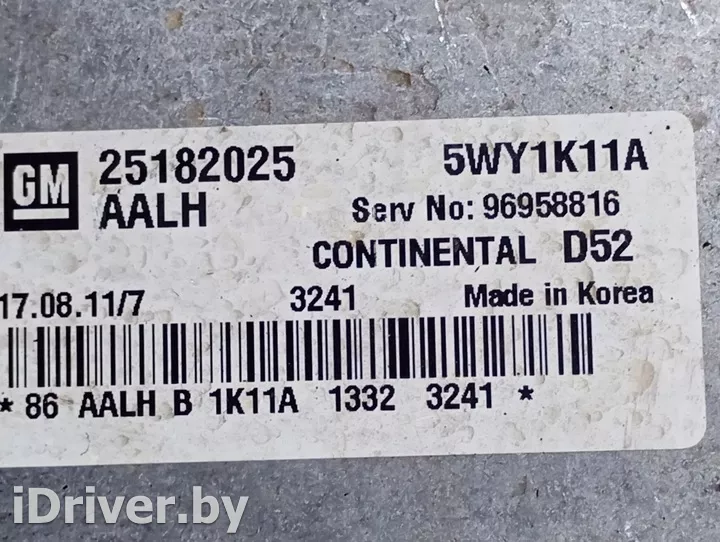 GM 25182025 5WY1K11A
AALH Serv No: 96958816
CONTINENTAL D52
17.08.11/7 3241 Made in Korea
* 86 AALH B 1K11A 1332 3241 *
iDriver.by